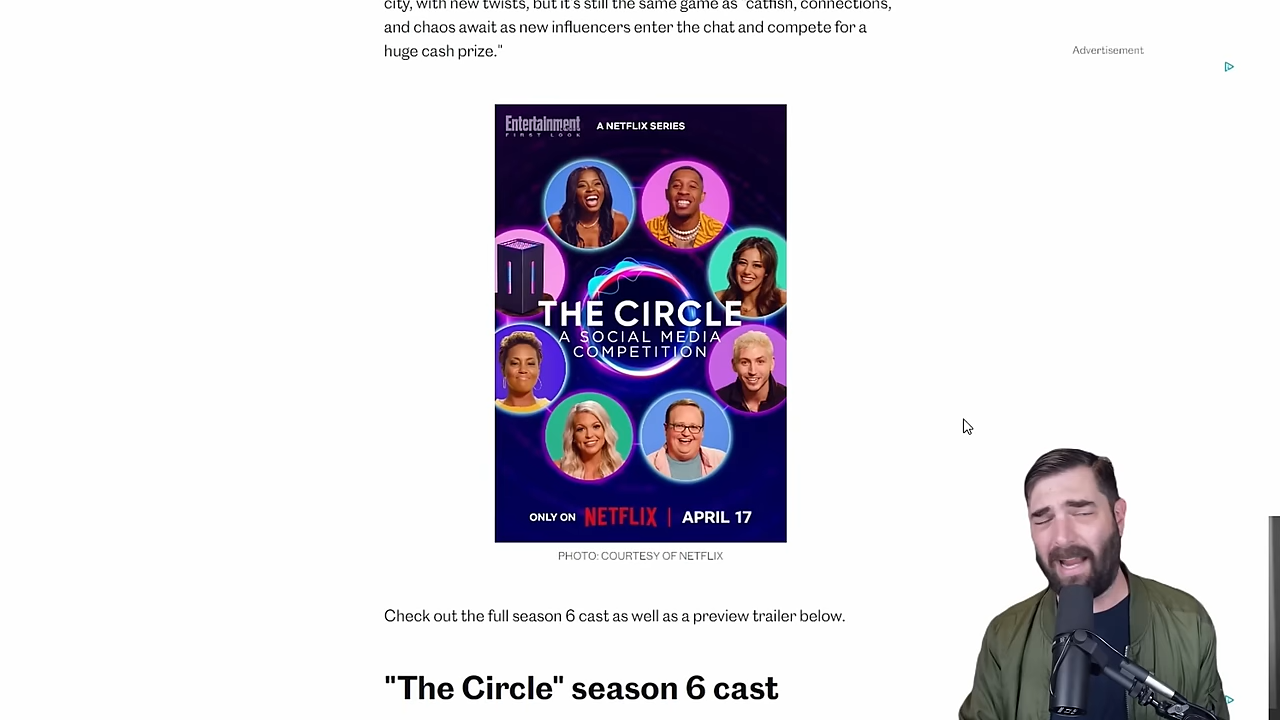 city, with new twists, but it's still the same game as "catfish, connections,
and chaos await as new influencers enter the chat and compete for a
huge cash prize."
Advertisement
Entertainment
FIRST LOOK
A NETFLIX SERIES
THE CIRCLE
A SOCIAL MEDIA
COMPETITION
ONLY ON NETFLIX | APRIL 17
PHOTO: COURTESY OF NETFLIX
Check out the full season 6 cast as well as a preview trailer below.
"The Circle" season 6 cast